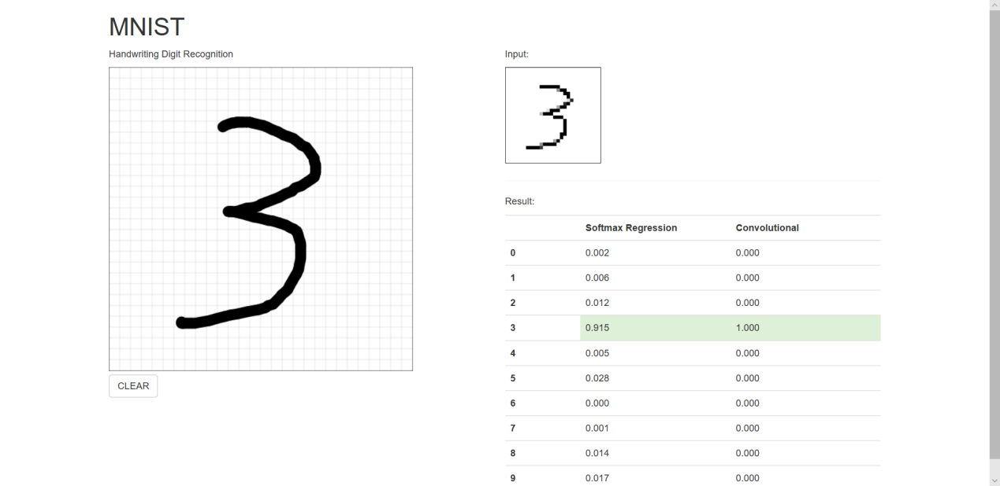 MNIST
Handwriting Digit Recognition
3
CLEAR
Input:
3
Result:
Softmax Regression Convolutional
0 0.002 0.000
1 0.006 0.000
2 0.012 0.000
3 0.915 1.000
4 0.005 0.000
5 0.028 0.000
6 0.000 0.000
7 0.001 0.000
8 0.014 0.000
9 0.017 0.000